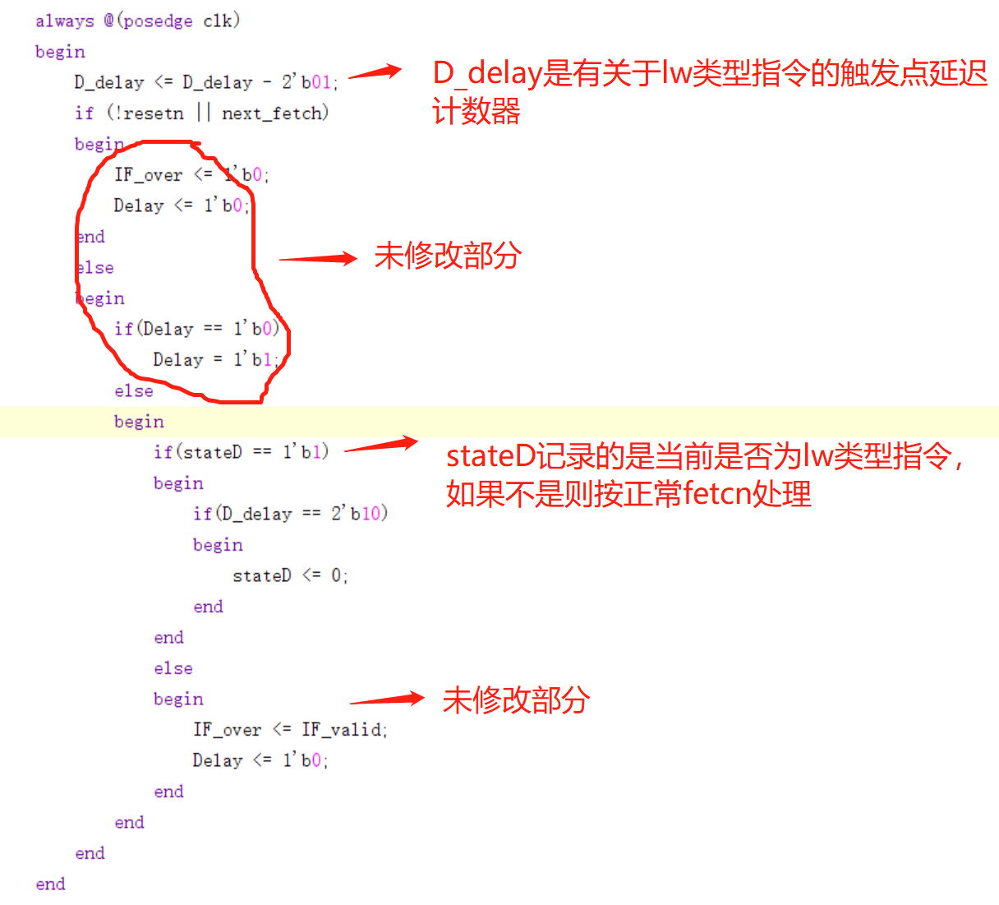 always @(posedge clk)
begin
D_delay <= D_delay - 2'b01;
D_delay是有关于lw类型指令的触发点延迟
计数器
if (!resetn || next_fetch)
begin
IF_over <= 1'b0;
Delay <= 1'b0;
end
未修改部分
else
begin
if(Delay == 1'b0)
Delay = 1'b1;
else
begin
if(stateD == 1'b1)
stateD记录的是当前是否为lw类型指令，
如果不是则按正常fetcn处理
begin
if(D_delay == 2'b10)
begin
stateD <= 0;
end
end
else
begin
未修改部分
IF_over <= IF_valid;
Delay <= 1'b0;
end
end
end
end